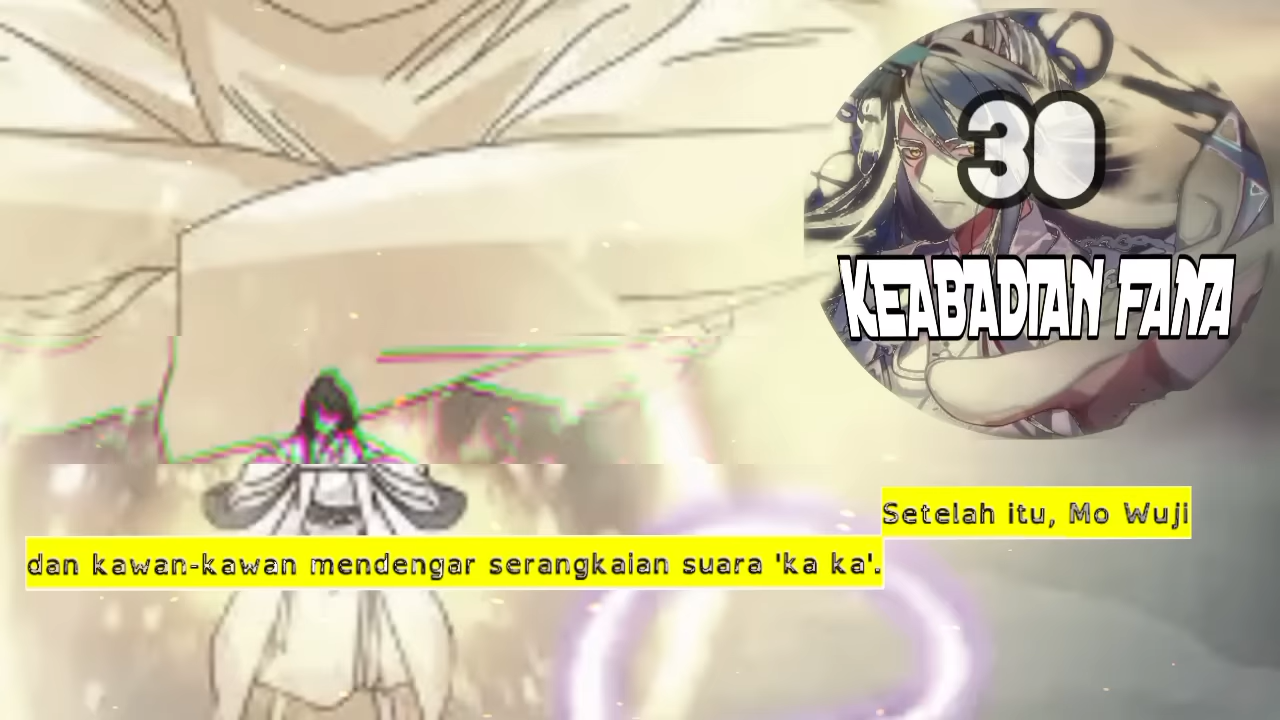 30
KEABADIAN FANA
Setelah itu, Mo Wuji
dan kawan-kawan mendengar serangkaian suara 'ka ka'.